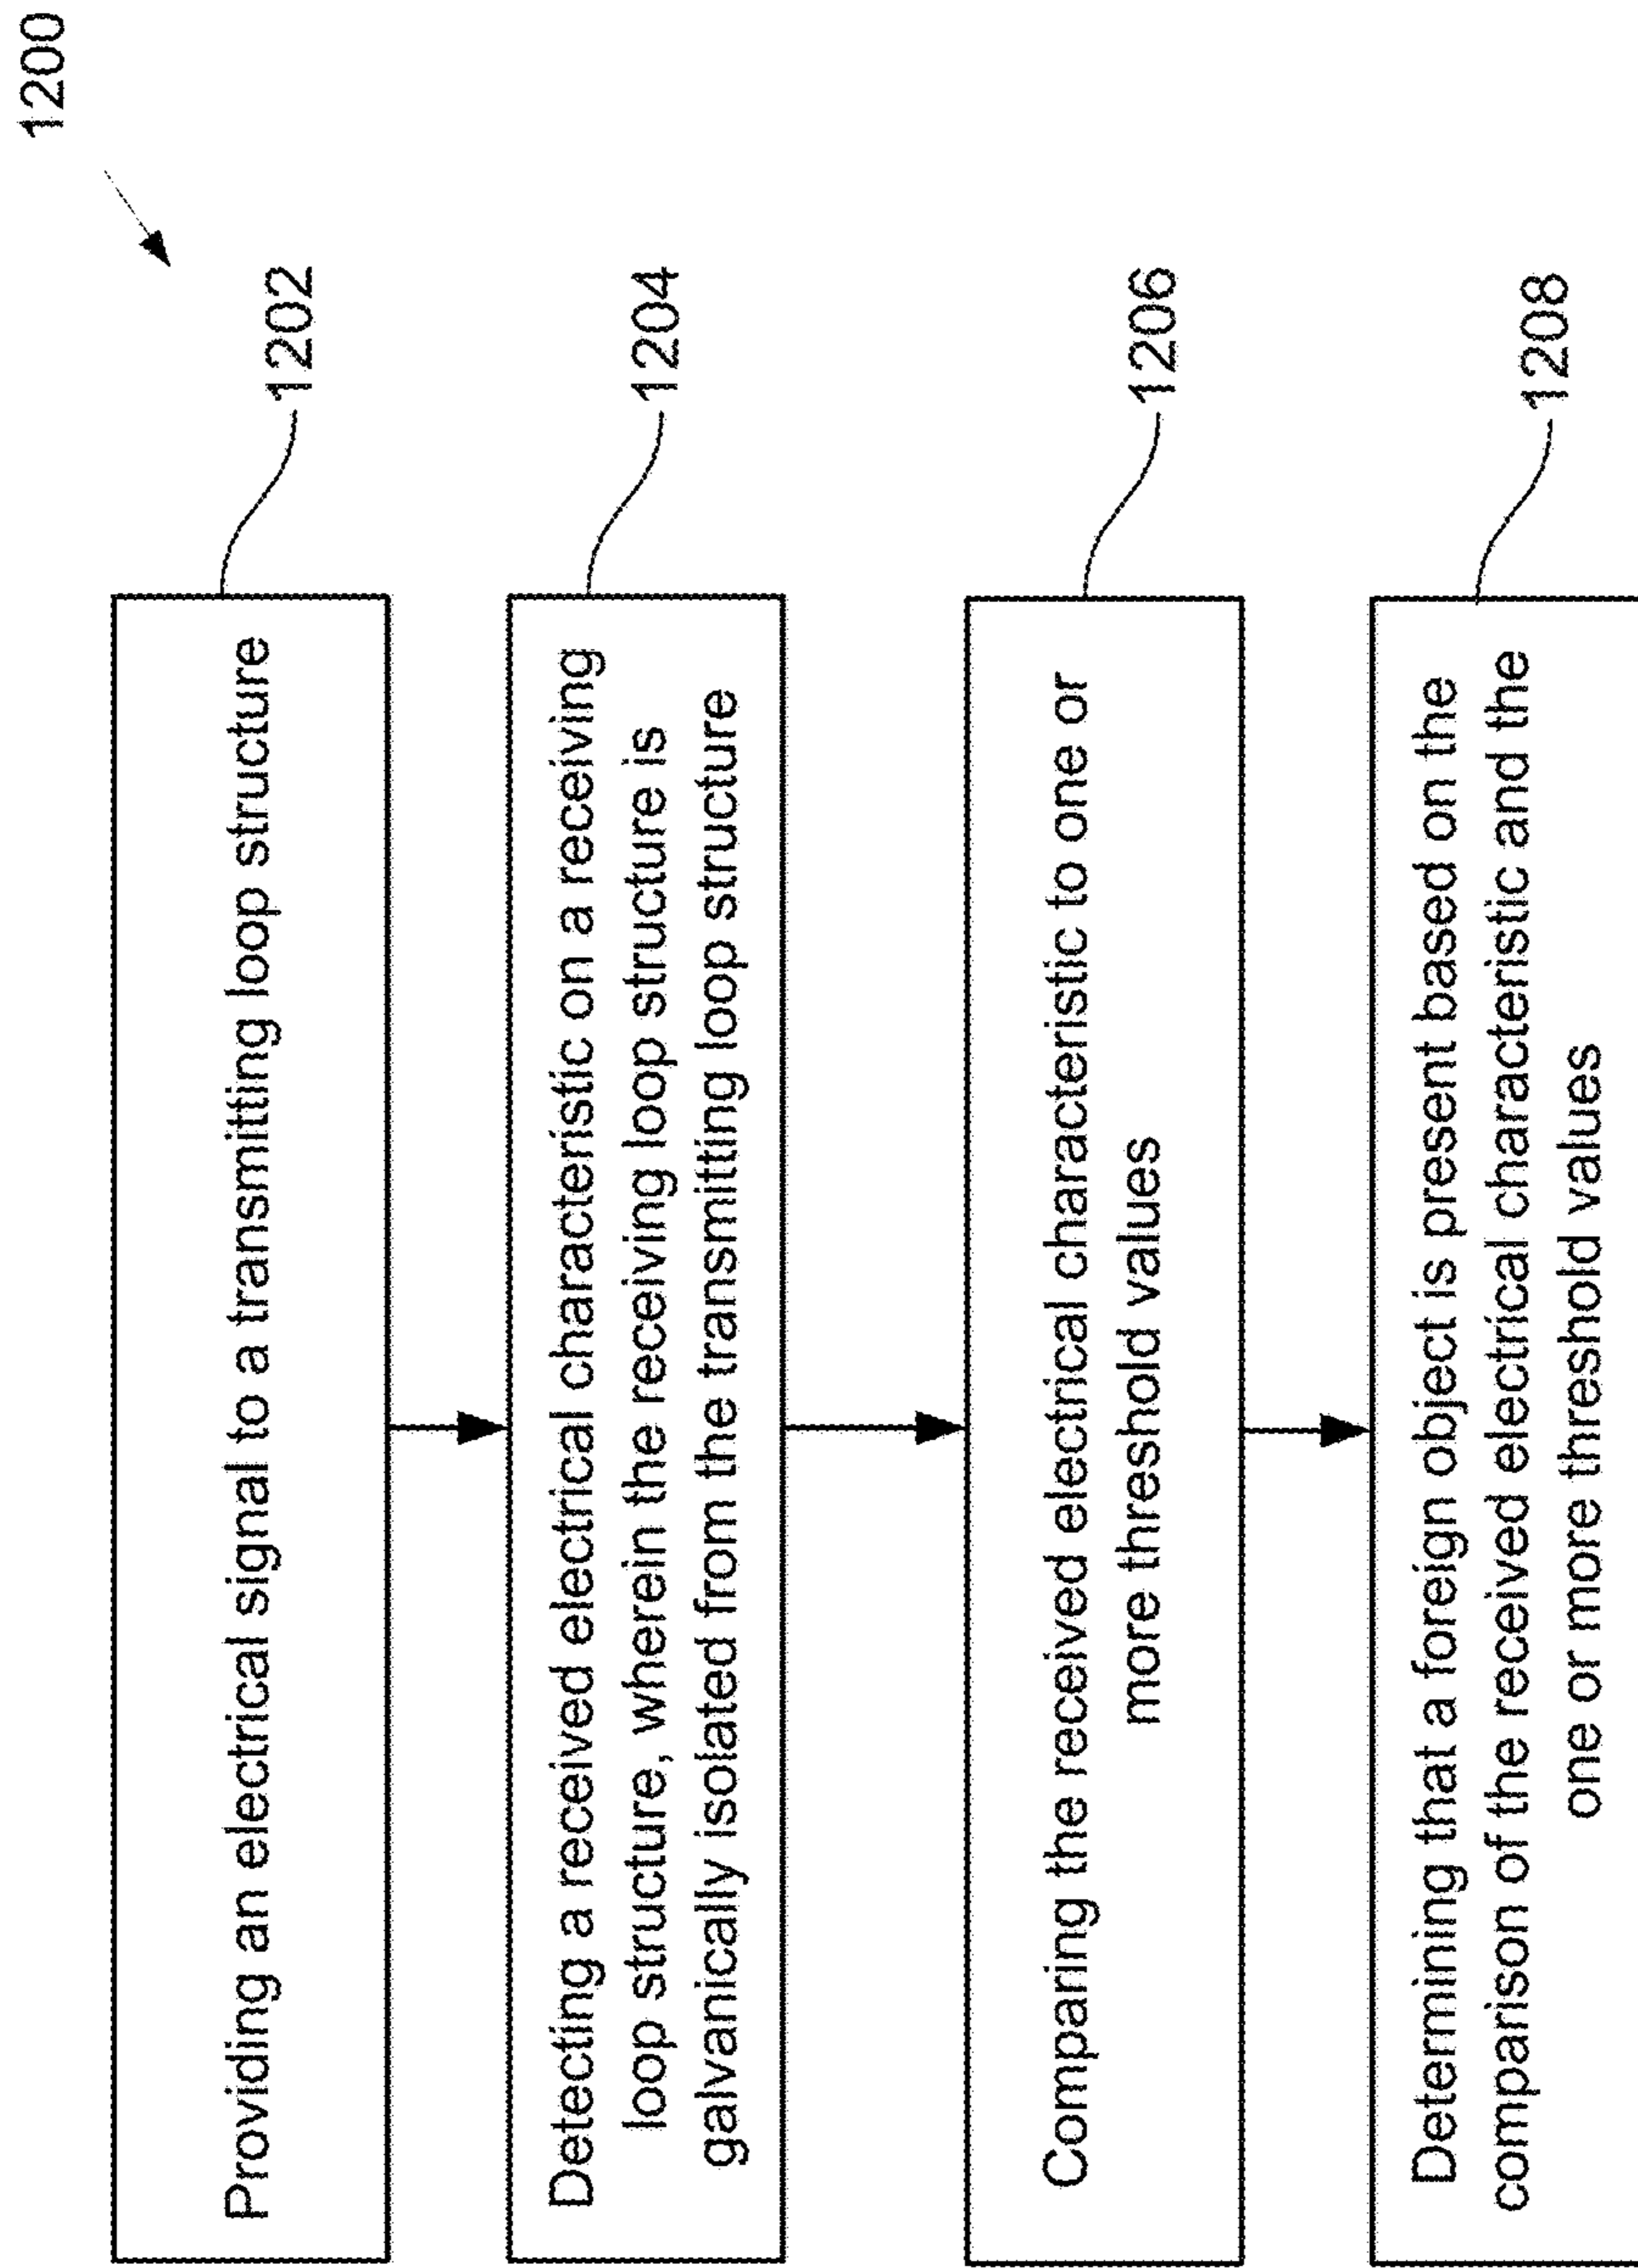 1200
Providing an electrical signal to a transmitting loop structure
1202
Detecting a received electrical characteristic on a receiving
loop structure, wherein the receiving loop structure is
galvanically isolated from the transmitting loop structure
1204
Comparing the received electrical characteristic to one or
more threshold values
1206
Determining that a foreign object is present based on the
comparison of the received electrical characteristic and the
one or more threshold values
1208